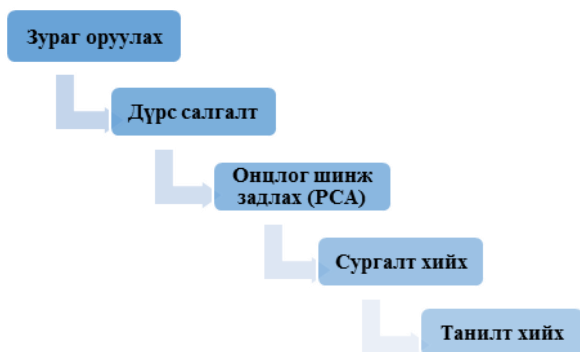 Зураг оруулах
Дүрс салгалт
Онцлог шинж
задлах (PCA)
Сургалт хийх
Танилт хийх